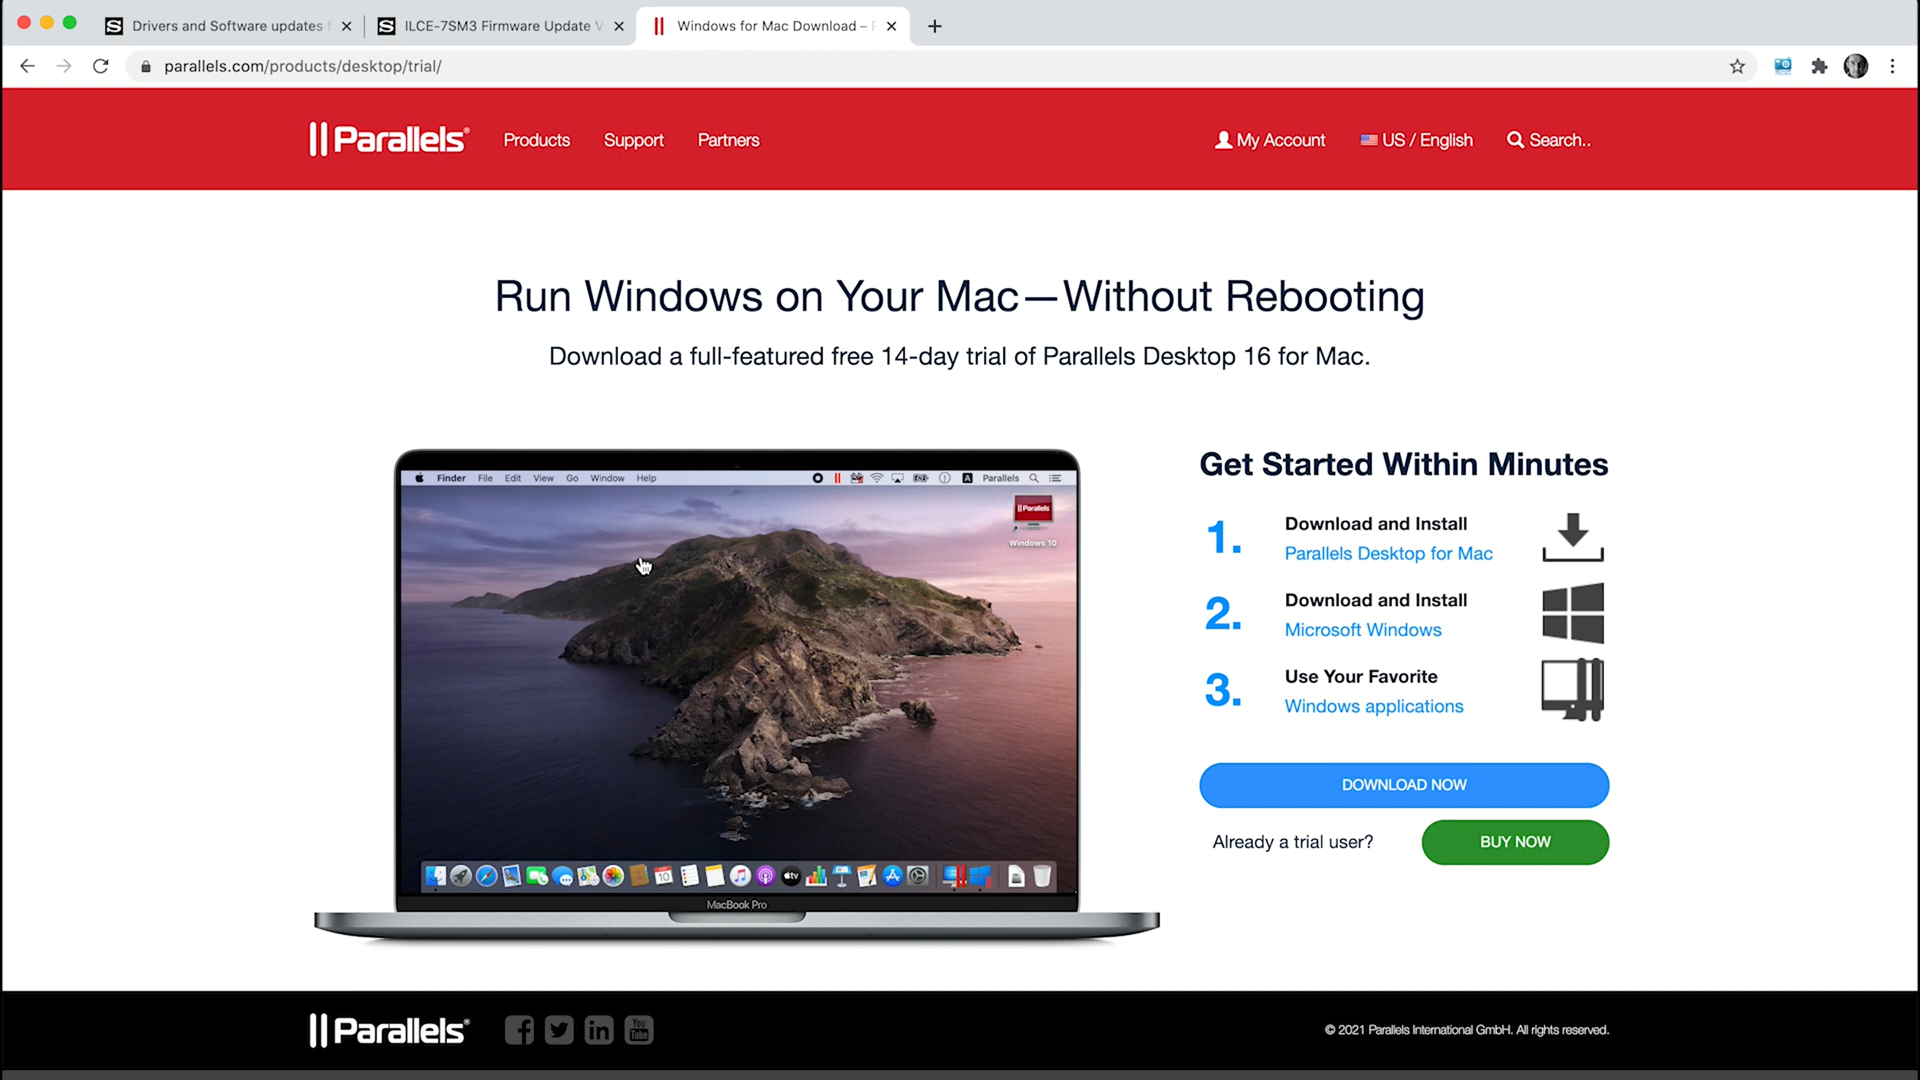 Drivers and Software updates f
ILCE-7SM3 Firmware Update V
Windows for Mac Download – P
parallels.com/products/desktop/trial/
Parallels®
Products
Support
Partners
My Account
US / English
Search..
Run Windows on Your Mac—Without Rebooting
Download a full-featured free 14-day trial of Parallels Desktop 16 for Mac.
Finder File Edit View Go Window Help
A Parallels
Parallels
Windows 10
10
tv
MacBook Pro
Get Started Within Minutes
1.
Download and Install
Parallels Desktop for Mac
2.
Download and Install
Microsoft Windows
3.
Use Your Favorite
Windows applications
DOWNLOAD NOW
Already a trial user?
BUY NOW
Parallels®
You
Tube
© 2021 Parallels International GmbH. All rights reserved.